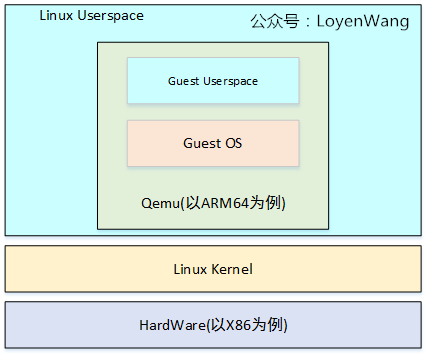 Linux Userspace
公众号：LoyenWang
Guest Userspace
Guest OS
Qemu(以ARM64为例)
Linux Kernel
HardWare(以X86为例)